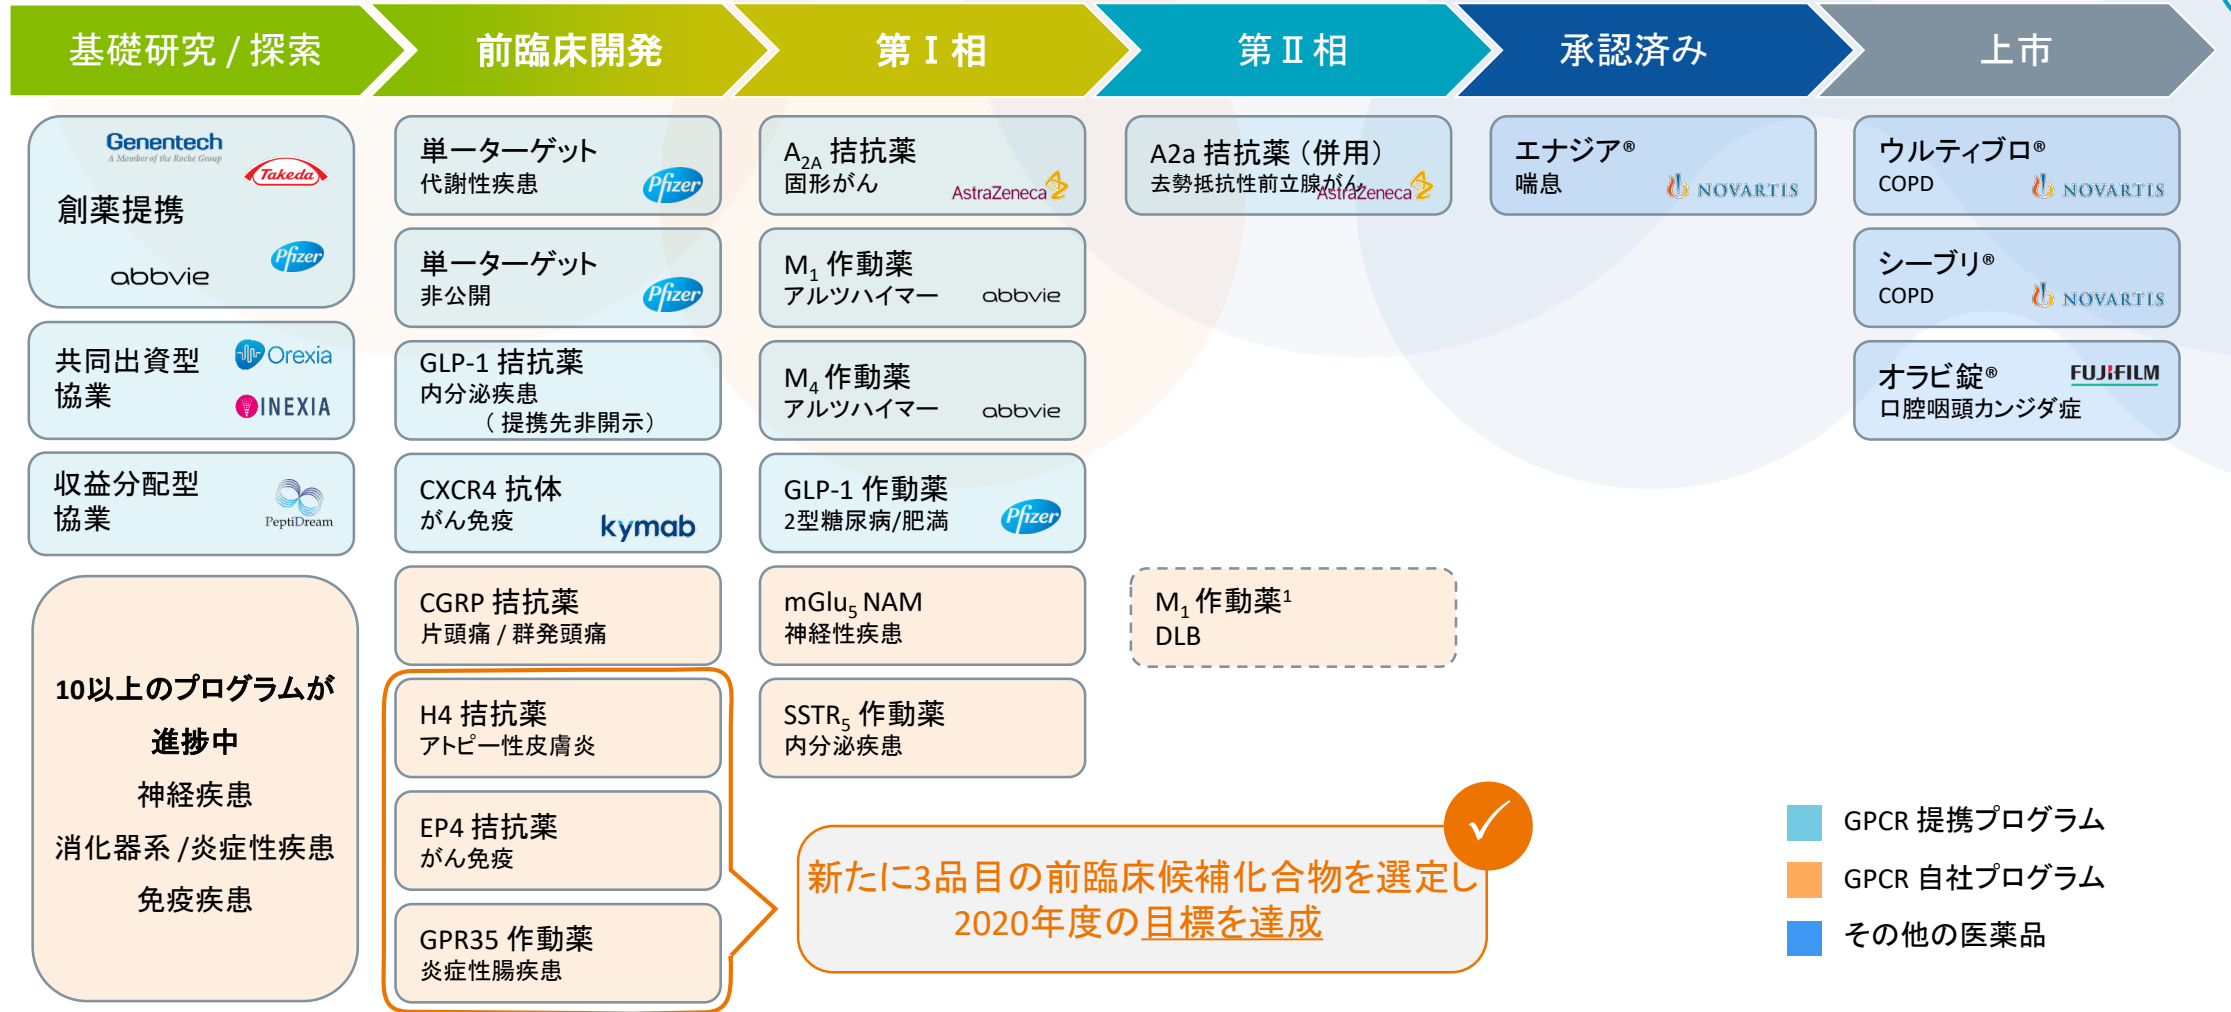 基礎研究 / 探索
前臨床開発
第Ⅰ相
第Ⅱ相
承認済み
上市
Genentech
A Member of the Roche Group
Takeda
創薬提携
Pfizer
abbvie
共同出資型
協業
Orexia
INEXIA
収益分配型
協業
PeptiDream
10以上のプログラムが
進捗中
神経疾患
消化器系 /炎症性疾患
免疫疾患
単一ターゲット
代謝性疾患
Pfizer
単一ターゲット
非公開
Pfizer
GLP-1 拮抗薬
内分泌疾患
（ 提携先非開示）
CXCR4 抗体
がん免疫
kymab
CGRP 拮抗薬
片頭痛 / 群発頭痛
H4 拮抗薬
アトピー性皮膚炎
EP4 拮抗薬
がん免疫
GPR35 作動薬
炎症性腸疾患
A2A 拮抗薬
固形がん
AstraZeneca
M1 作動薬
アルツハイマー
abbvie
M4 作動薬
アルツハイマー
abbvie
GLP-1 作動薬
2型糖尿病/肥満
Pfizer
mGlu5 NAM
神経性疾患
SSTR5 作動薬
内分泌疾患
A2a 拮抗薬（併用）
去勢抵抗性前立腺がん
AstraZeneca
M1 作動薬1
DLB
エナジア®
喘息
NOVARTIS
ウルティブロ®
COPD
NOVARTIS
シーブリ®
COPD
NOVARTIS
オラビ錠®
FUJIFILM
口腔咽頭カンジダ症
新たに3品目の前臨床候補化合物を選定し
2020年度の目標を達成
GPCR 提携プログラム
GPCR 自社プログラム
その他の医薬品